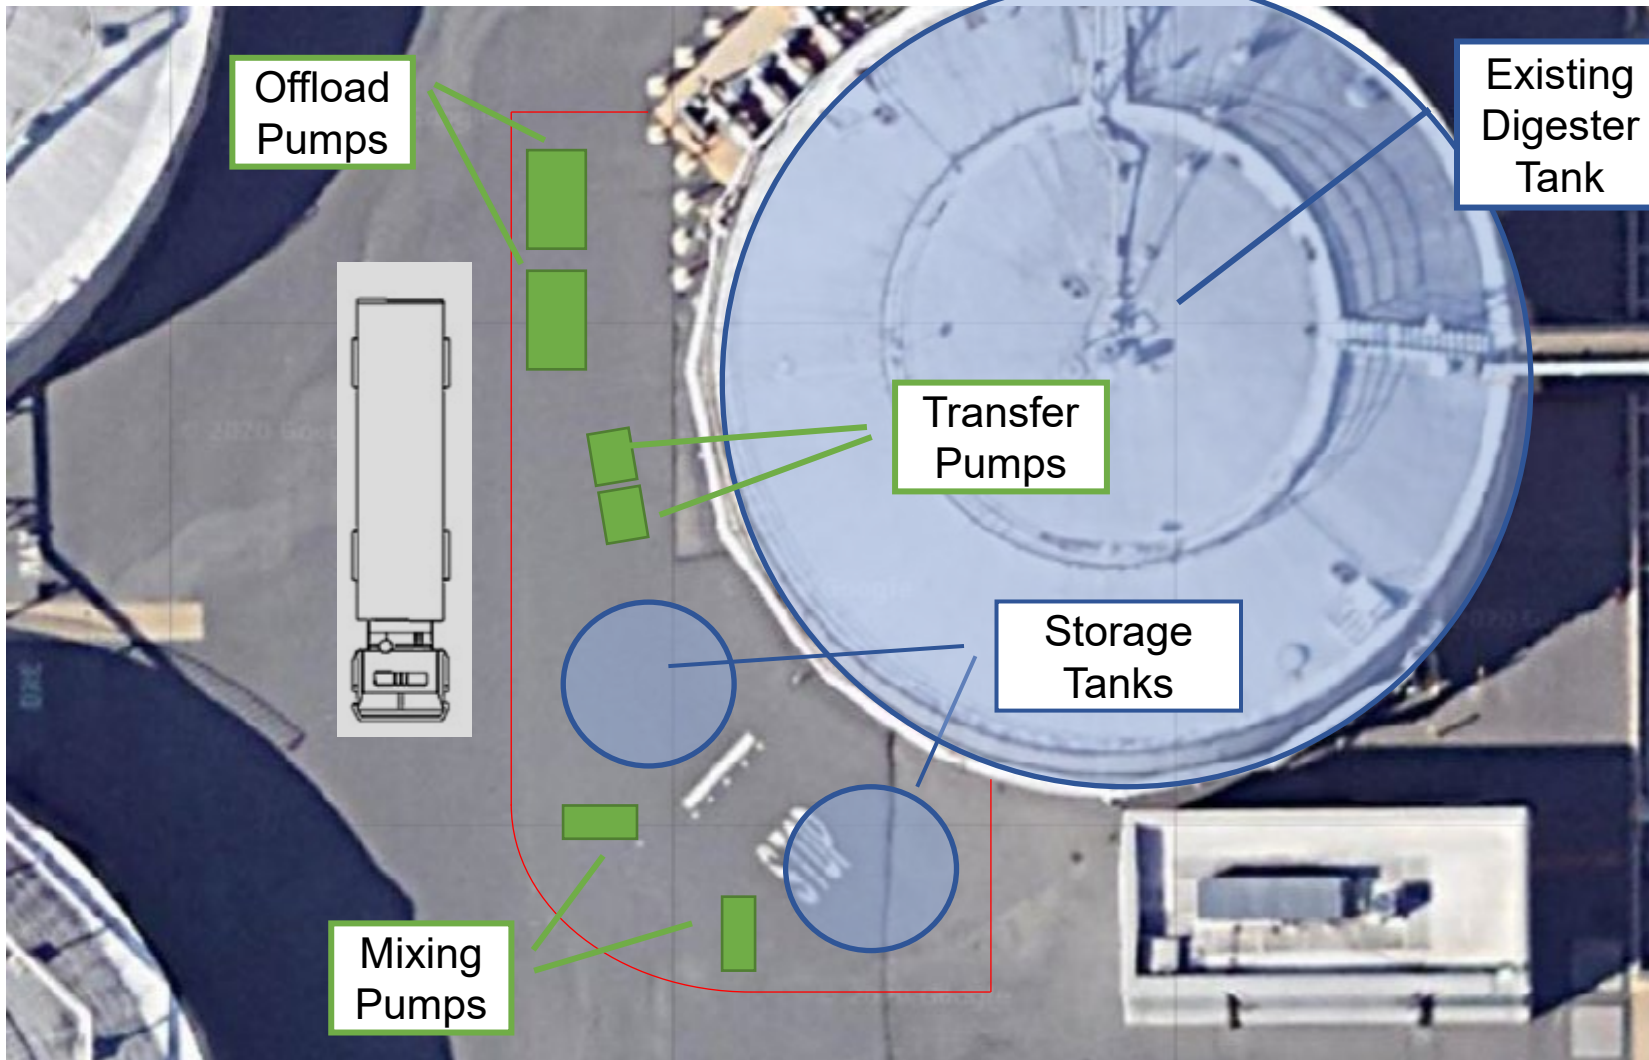 Offload
Pumps
Existing
Digester
Tank
Transfer
Pumps
Storage
Tanks
Mixing
Pumps